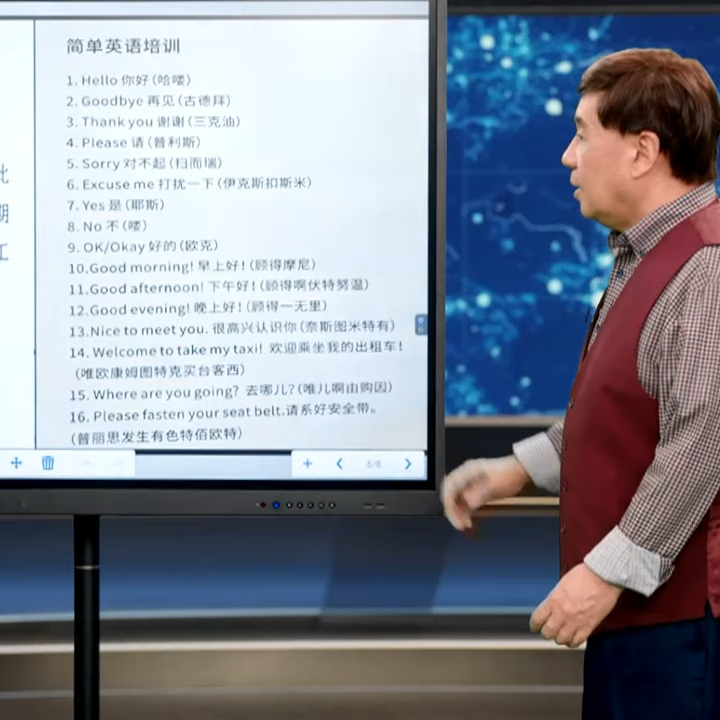 简单英语培训
1. Hello 你好(哈喽)
2. Goodbye 再见(古德拜)
3. Thank you 谢谢(三克油)
4. Please 请(普利斯)
5. Sorry 对不起(扫而瑞)
6. Excuse me 打扰一下(伊克斯扣斯米)
7. Yes 是(耶斯)
8. No 不(喽)
9. OK/Okay 好的(欧克)
10.Good morning! 早上好!(顾得摩尼)
11.Good afternoon! 下午好!(顾得啊伏特努温)
12.Good evening! 晚上好!(顾得一无里)
13.Nice to meet you. 很高兴认识你(奈斯图米特有)
14. Welcome to take my taxi! 欢迎乘坐我的出租车!
(唯欧康姆图特克买台客西)
15. Where are you going? 去哪儿?(唯儿啊由购因)
16. Please fasten your seat belt.请系好安全带。
(普丽思发生有色特佰欧特)
期
江
6/8